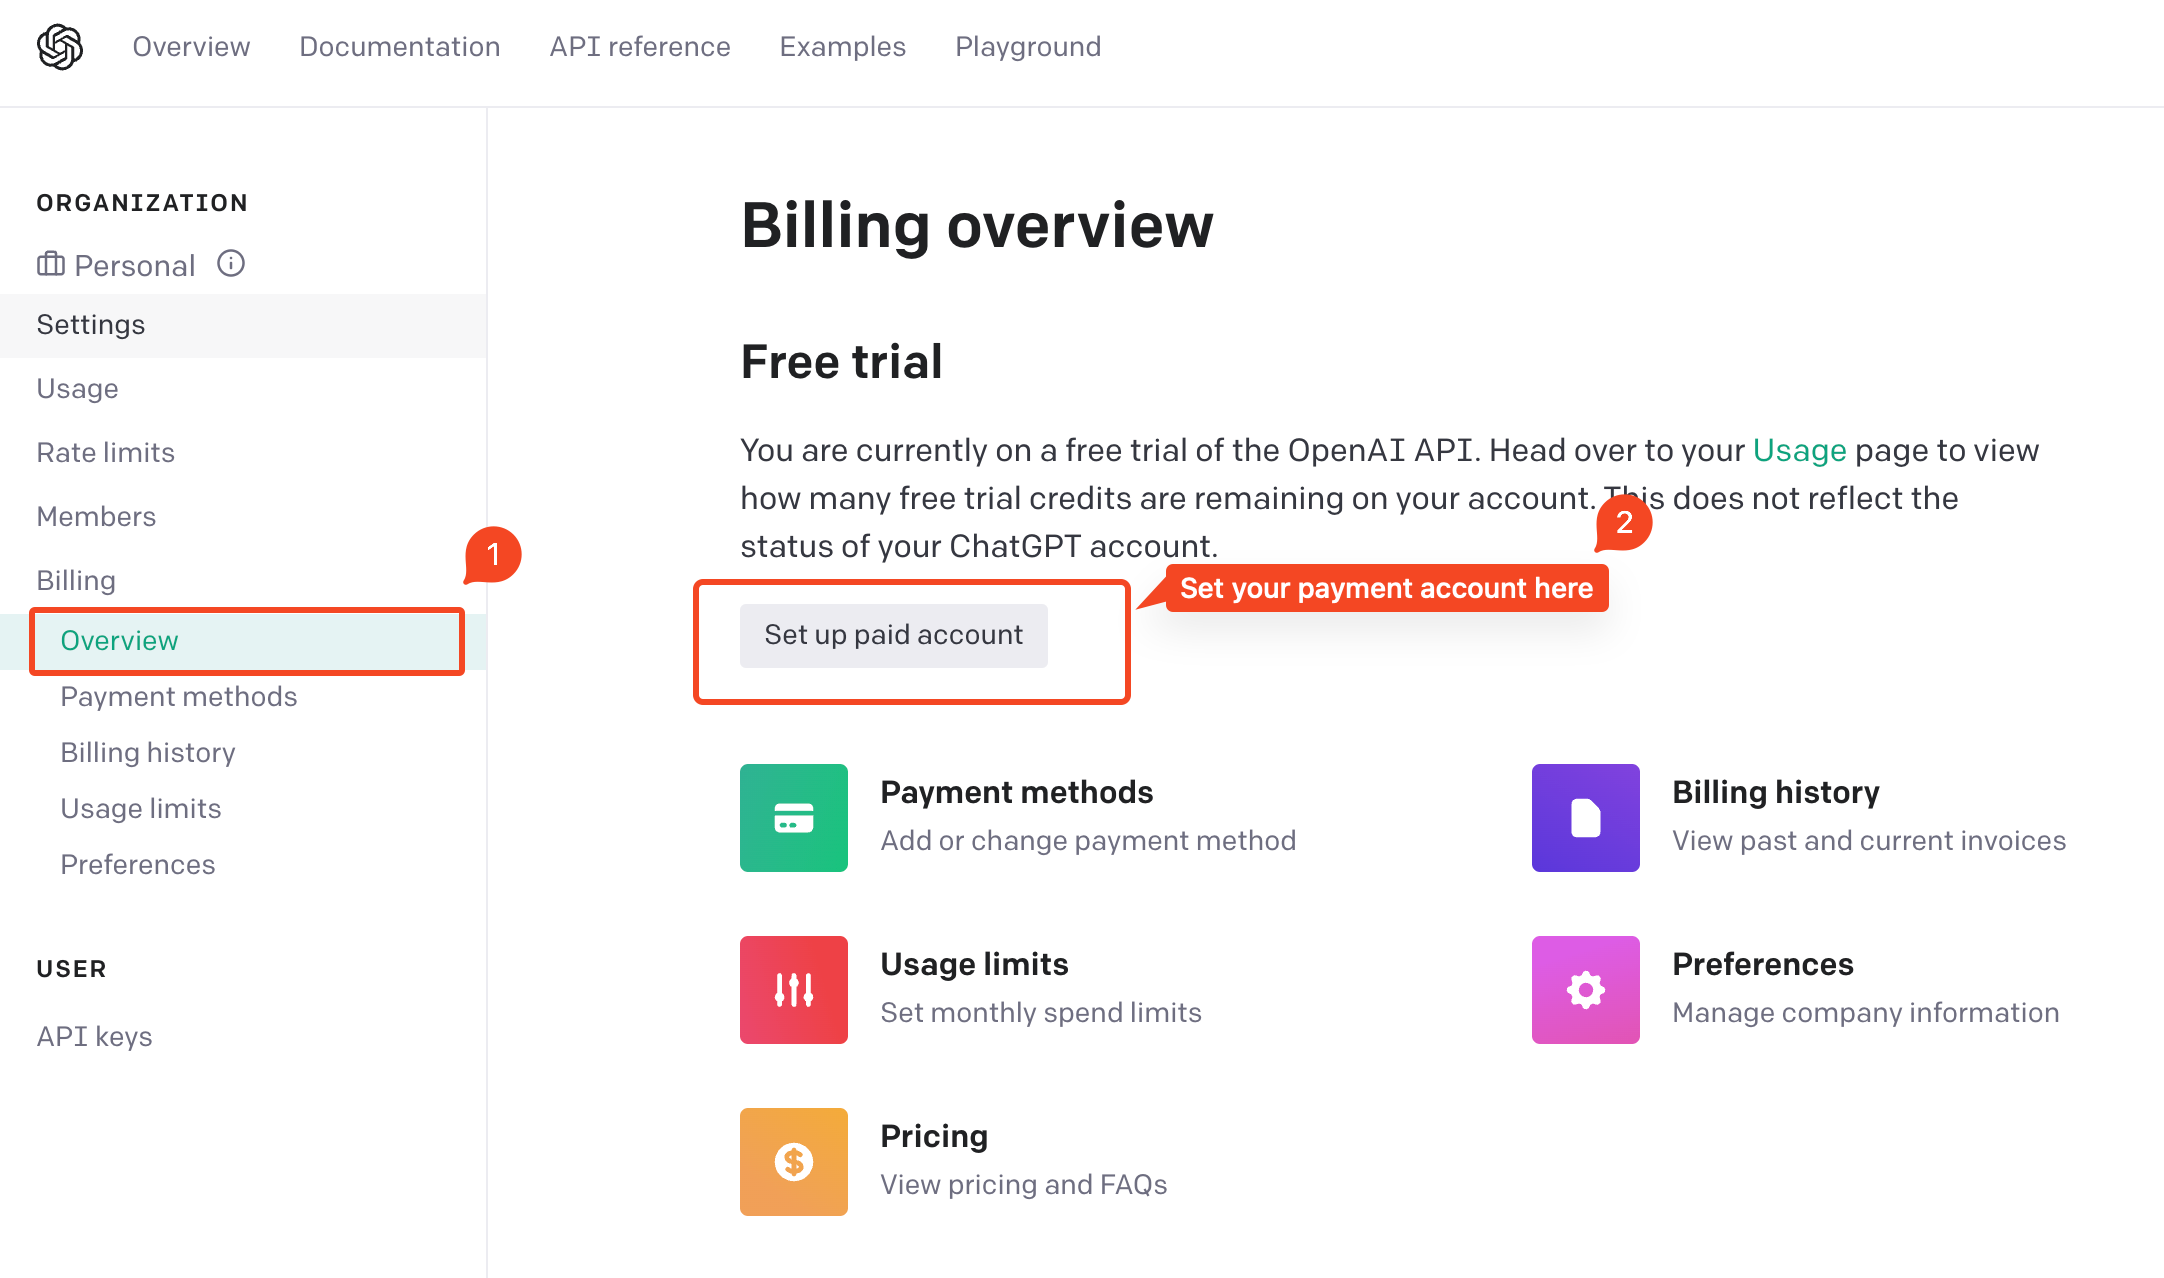 Overview Documentation API reference Examples Playground
ORGANIZATION
Personal
Settings
Usage
Rate limits
Members
Billing
1
Overview
Payment methods
Billing history
Usage limits
Preferences
USER
API keys
Billing overview
Free trial
You are currently on a free trial of the OpenAI API. Head over to your Usage page to view
how many free trial credits are remaining on your account. This does not reflect the
status of your ChatGPT account.
2
Set your payment account here
Set up paid account
Payment methods
Add or change payment method
Billing history
View past and current invoices
Usage limits
Set monthly spend limits
Preferences
Manage company information
Pricing
View pricing and FAQs